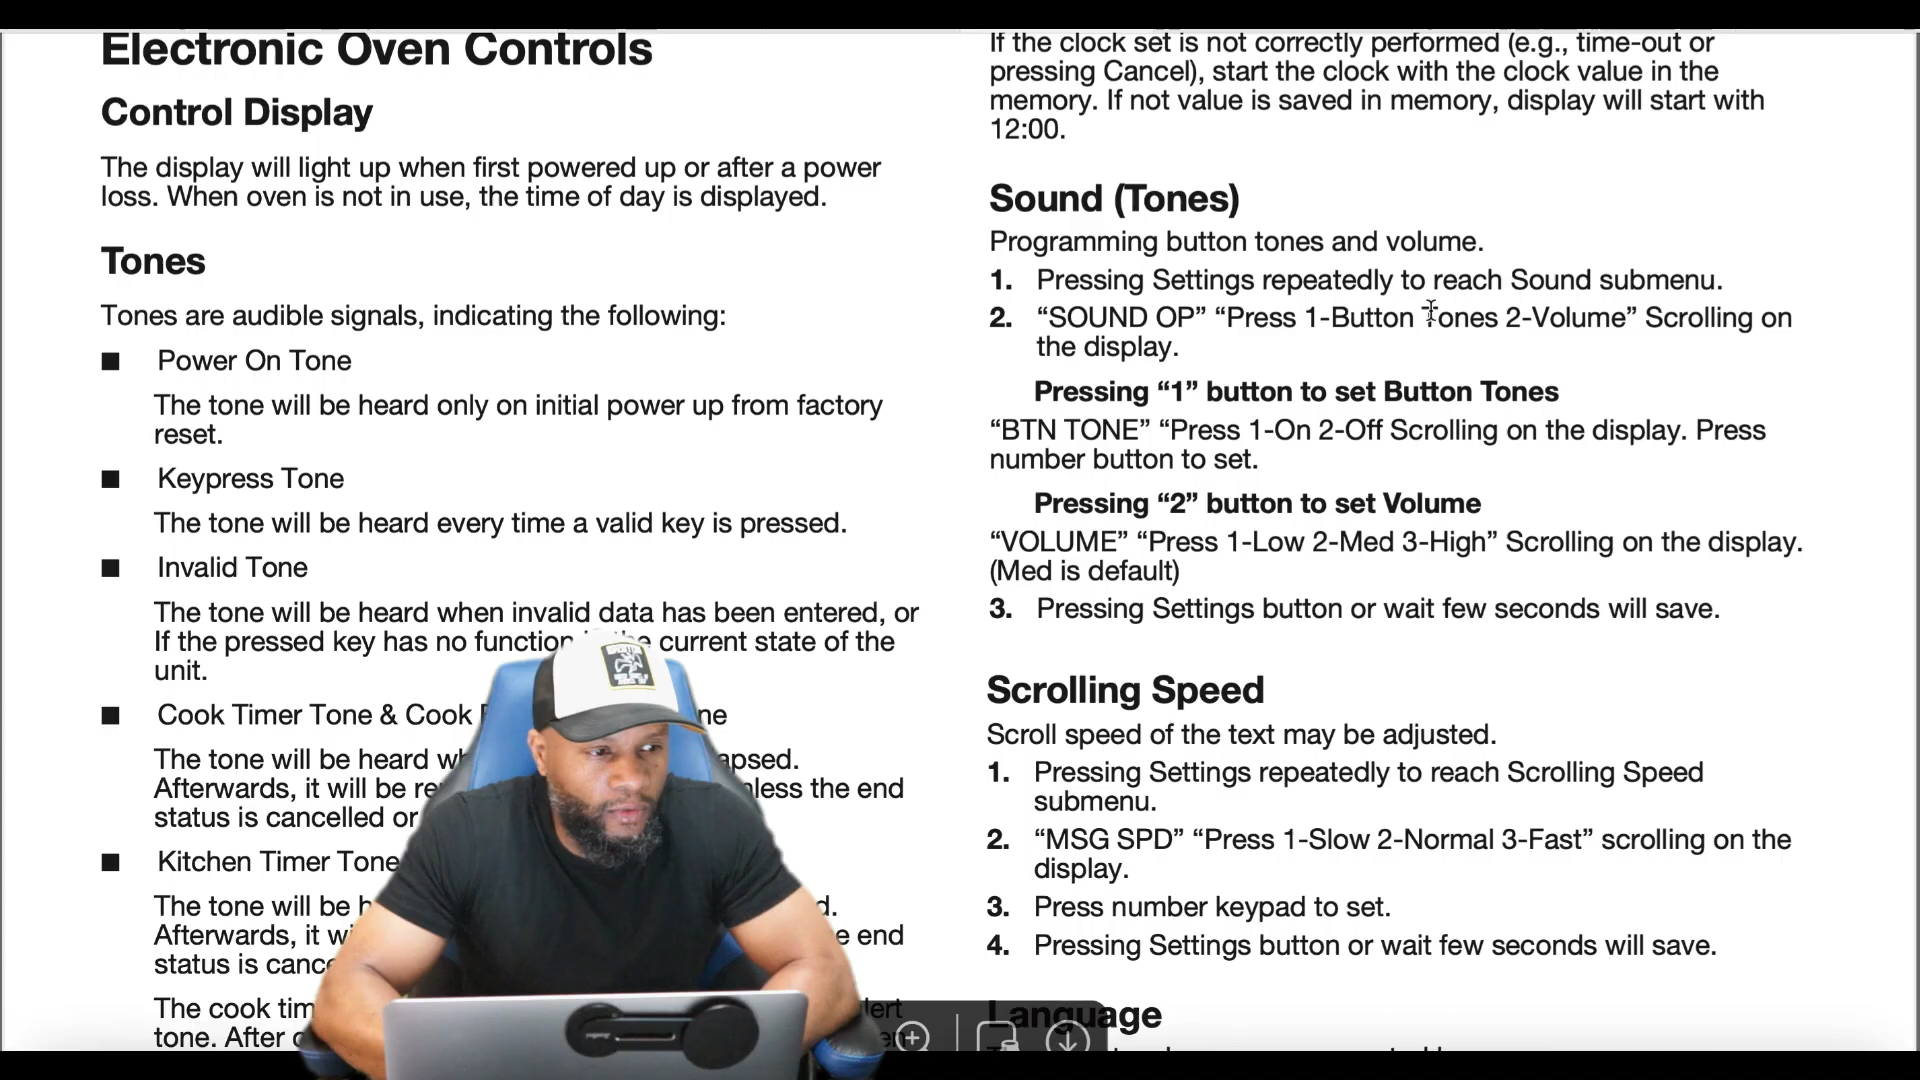 Electronic Oven Controls
Control Display
The display will light up when first powered up or after a power
loss. When oven is not in use, the time of day is displayed.
Tones
Tones are audible signals, indicating the following:
■ Power On Tone
The tone will be heard only on initial power up from factory
reset.
■ Keypress Tone
The tone will be heard every time a valid key is pressed.
■ Invalid Tone
The tone will be heard when invalid data has been entered, or
If the pressed key has no function the current state of the
unit.
■ Cook Timer Tone & Cook
The tone will be heard
Afterwards, it will be the end
status is cancelled or
■ Kitchen Timer Tone
The tone will be
Afterwards, it end
status is
The cook
tone. After
If the clock set is not correctly performed (e.g., time-out or
pressing Cancel), start the clock with the clock value in the
memory. If not value is saved in memory, display will start with
12:00.
Sound (Tones)
Programming button tones and volume.
1. Pressing Settings repeatedly to reach Sound submenu.
2. “SOUND OP” “Press 1-Button Tones 2-Volume” Scrolling on
the display.
Pressing “1” button to set Button Tones
“BTN TONE” “Press 1-On 2-Off Scrolling on the display. Press
number button to set.
Pressing “2” button to set Volume
“VOLUME” “Press 1-Low 2-Med 3-High” Scrolling on the display.
(Med is default)
3. Pressing Settings button or wait few seconds will save.
Scrolling Speed
Scroll speed of the text may be adjusted.
1. Pressing Settings repeatedly to reach Scrolling Speed
submenu.
2. “MSG SPD” “Press 1-Slow 2-Normal 3-Fast” scrolling on the
display.
3. Press number keypad to set.
4. Pressing Settings button or wait few seconds will save.
Language